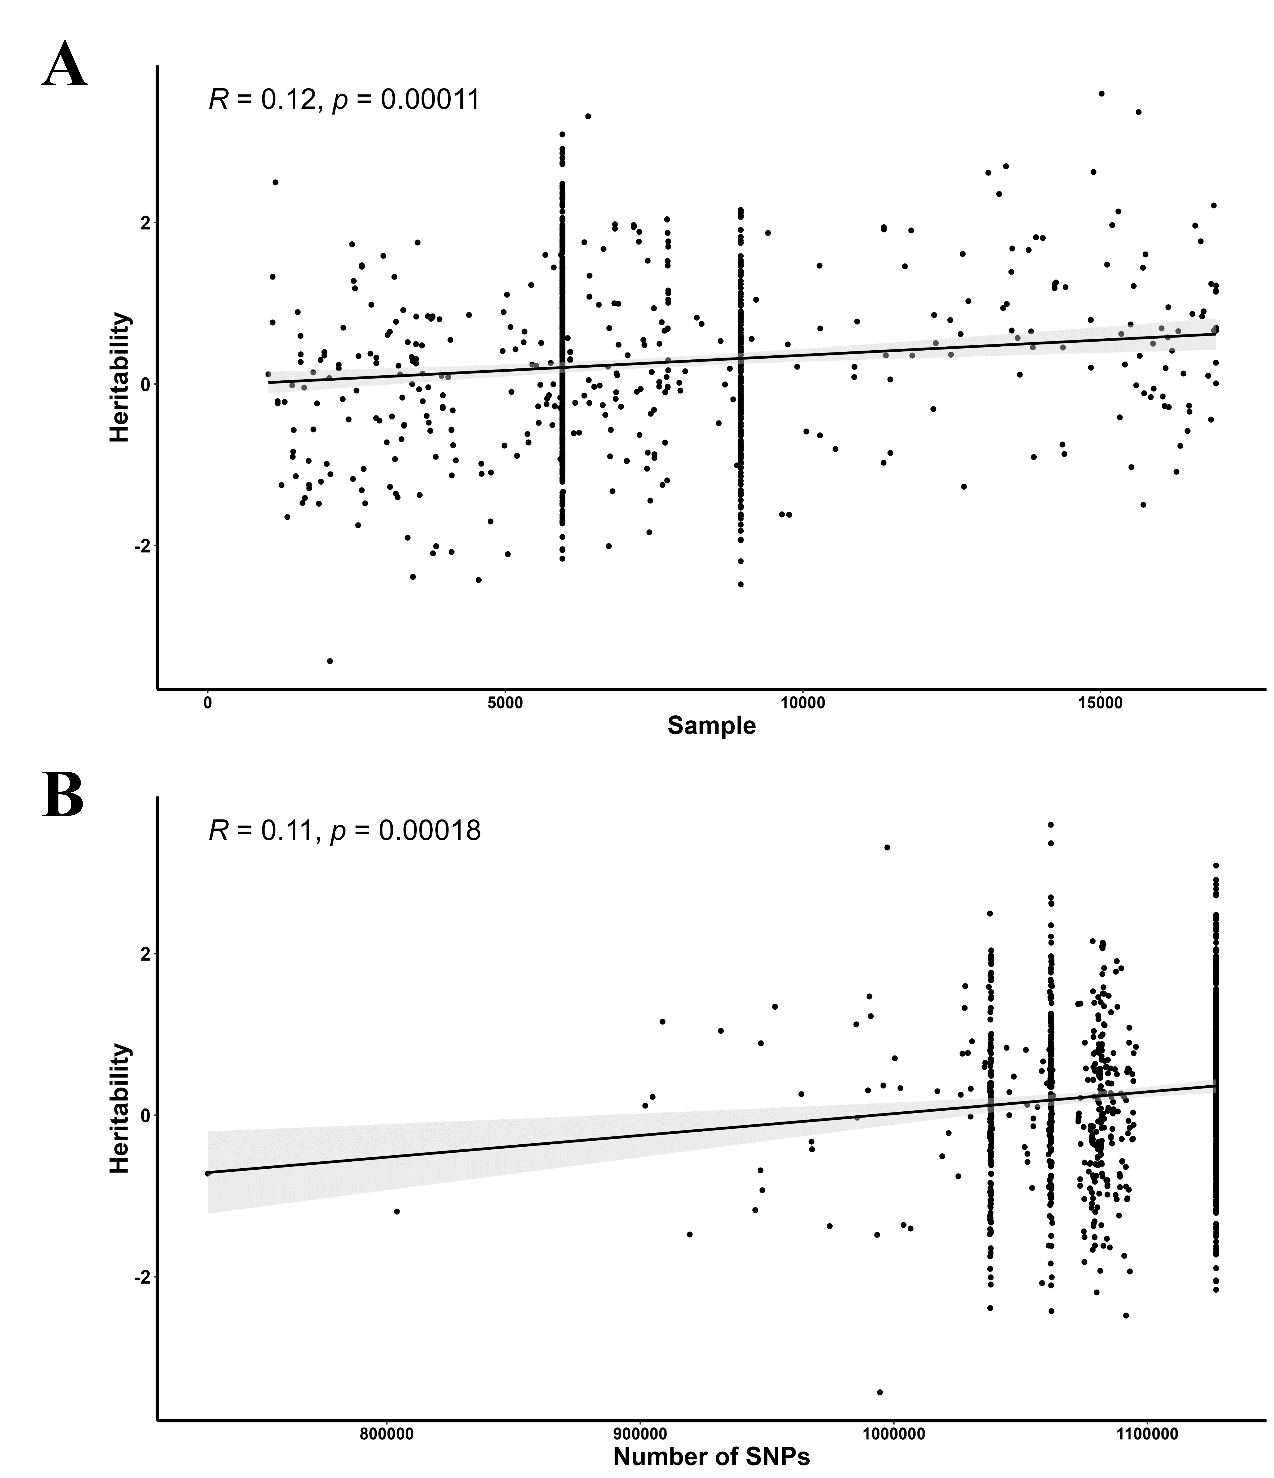 A
R = 0.12, p = 0.00011
Heritability
2
0
-2
0 5000 10000 15000
Sample
B
R = 0.11, p = 0.00018
Heritability
2
0
-2
800000 900000 1000000 1100000
Number of SNPs